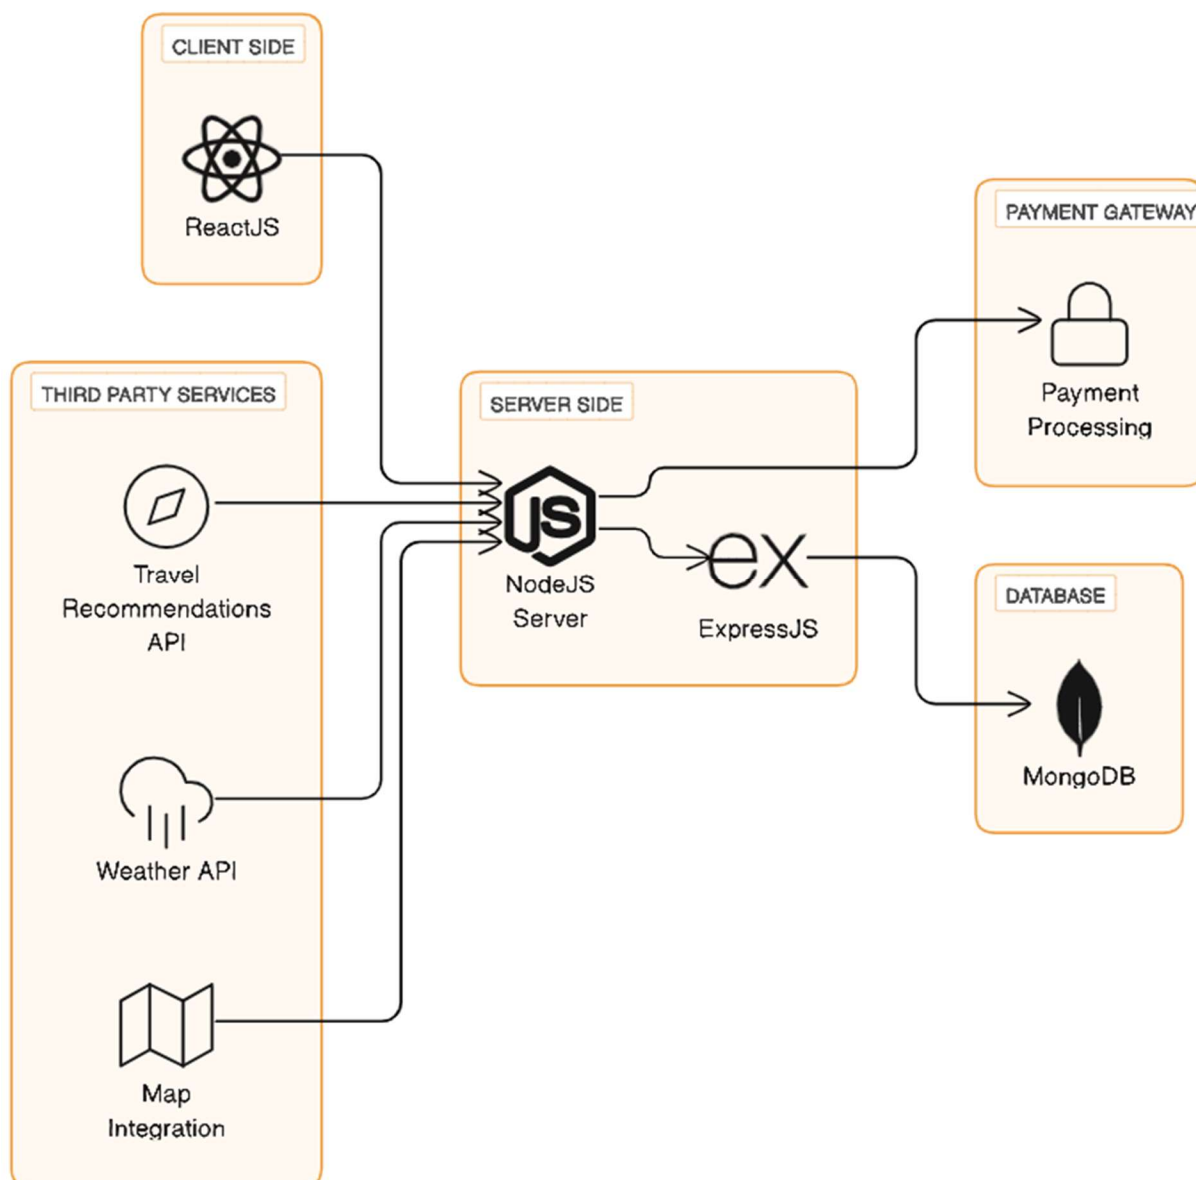 CLIENT SIDE
ReactJS
PAYMENT GATEWAY
Payment
Processing
THIRD PARTY SERVICES
Travel
Recommendations
API
Weather API
Map
Integration
SERVER SIDE
JS
NodeJS
Server
ex
ExpressJS
DATABASE
MongoDB